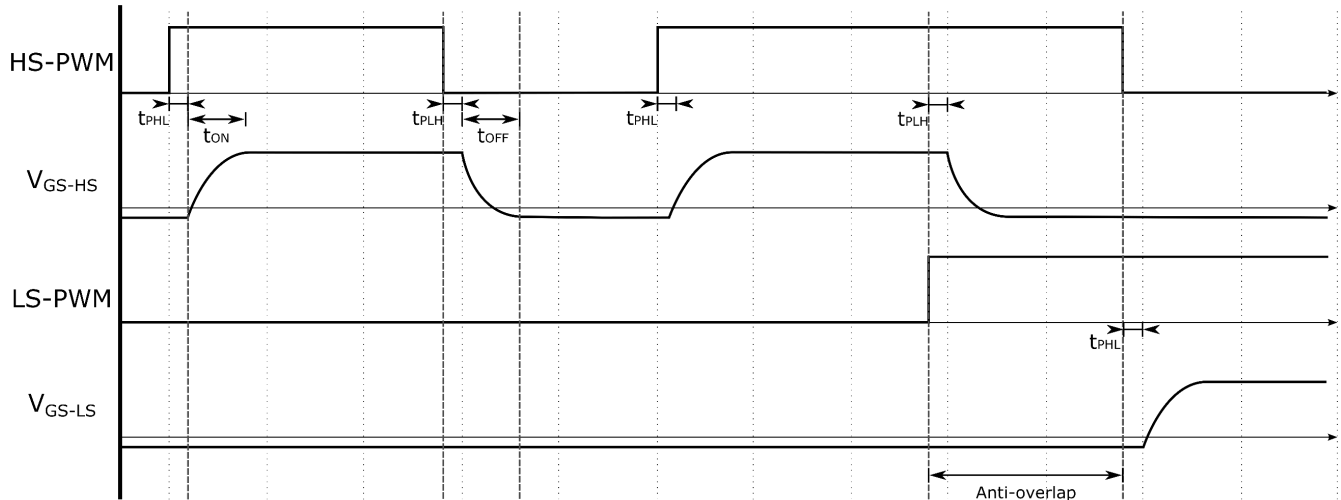 HS-PWM
tPHL
tON
tPLH
tOFF
tPHL
tPLH
VGS-HS
LS-PWM
tPHL
VGS-LS
Anti-overlap